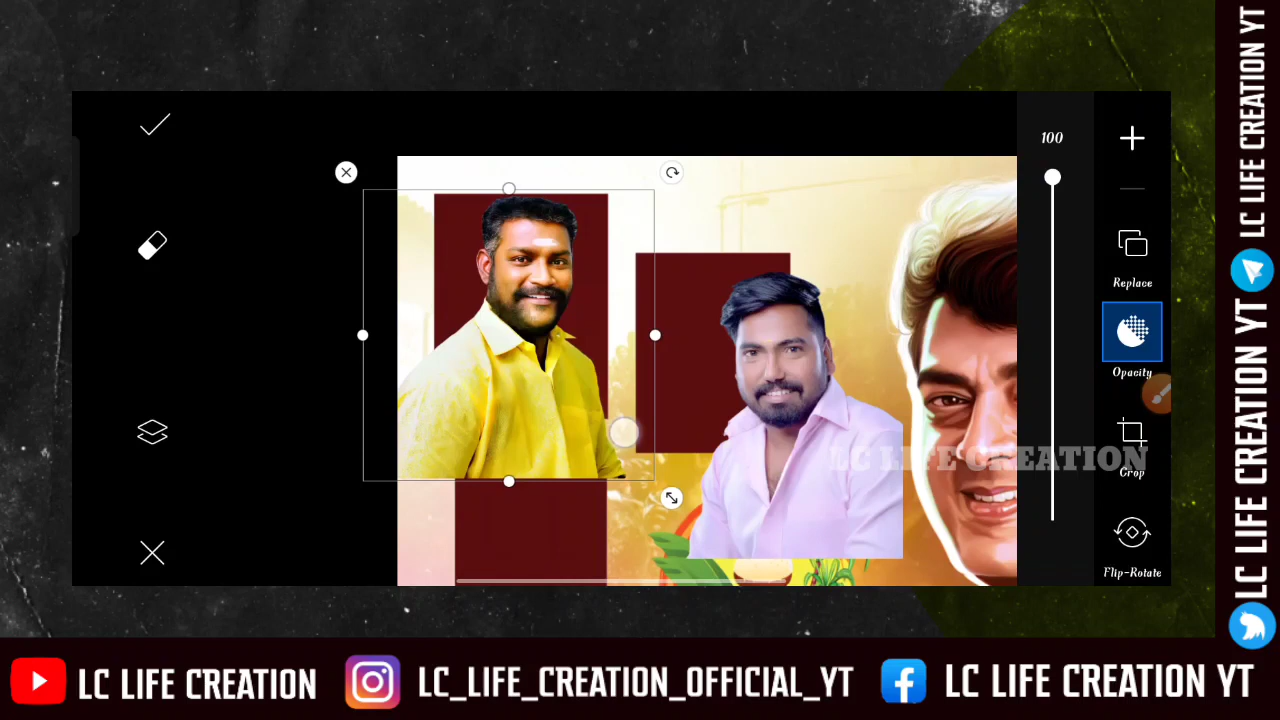 100
Replace
Opacity
Crop
Flip-Rotate
LC LIFE CREATION
LC LIFE CREATION YT
LC LIFE CREATION YT
LC LIFE CREATION
LC_LIFE_CREATION_OFFICIAL_YT
LC LIFE CREATION YT